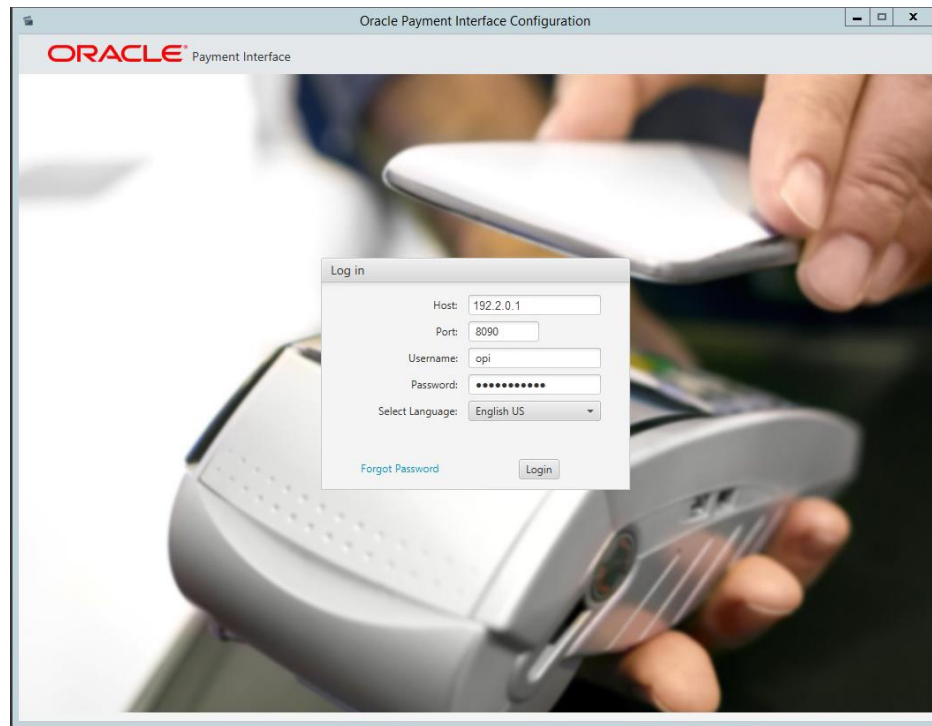 Oracle Payment Interface Configuration
ORACLE® Payment Interface
Log in
Host: 192.2.0.1
Port: 8090
Username: opi
Password: •••••••••••
Select Language: English US
Forgot Password Login